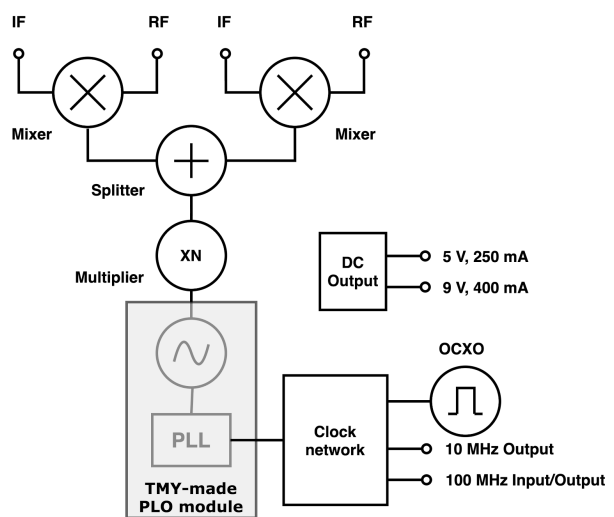 IF
RF
IF
RF
Mixer
Mixer
Splitter
XN
Multiplier
DC
Output
5 V, 250 mA
9 V, 400 mA
OCXO
PLL
Clock
network
10 MHz Output
100 MHz Input/Output
TMY-made
PLO module